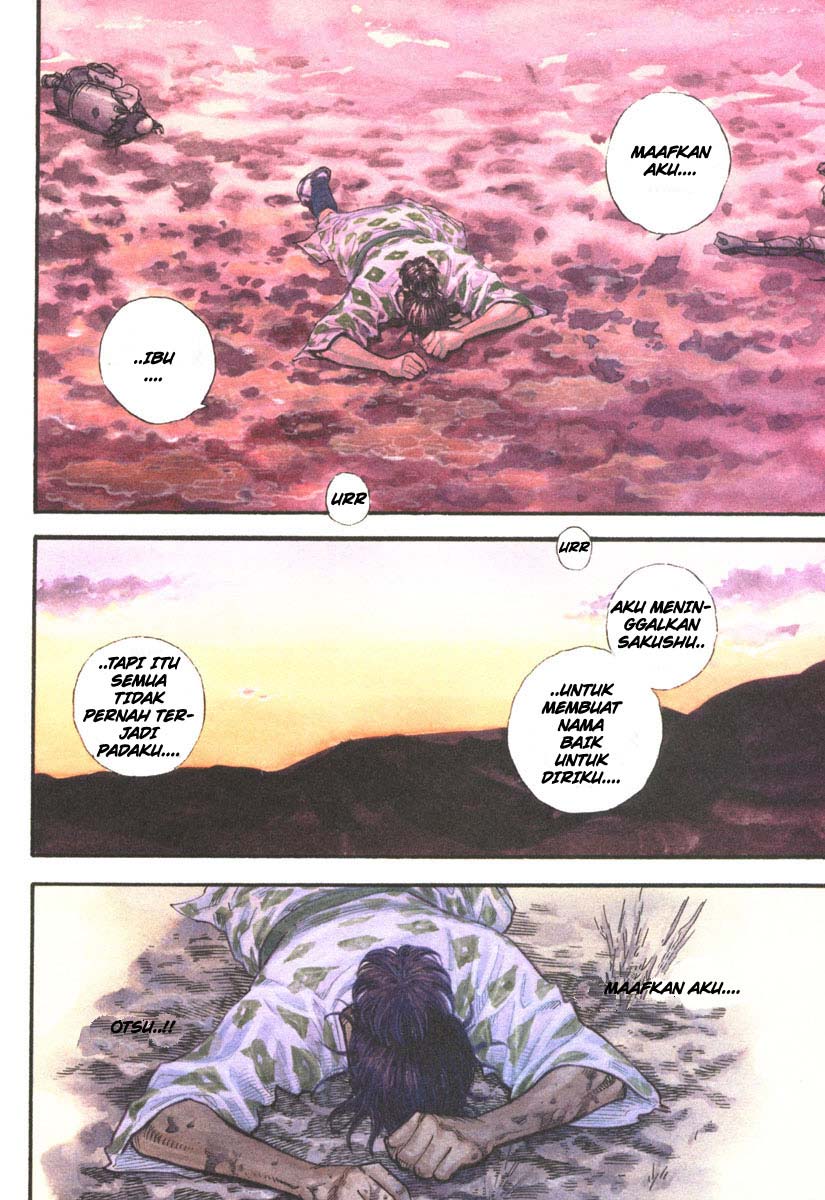 MAAFKAN
AKU....
..IBU
....
URR
URR
AKU MENIN-
GGALKAN
SAKUSHU..
..UNTUK
MEMBUAT
NAMA
BAIK
UNTUK
DIRIKU....
..TAPI ITU
SEMUA
TIDAK
PERNAH TER-
JADI
PADAKU....
MAAFKAN AKU....
OTSU..!!